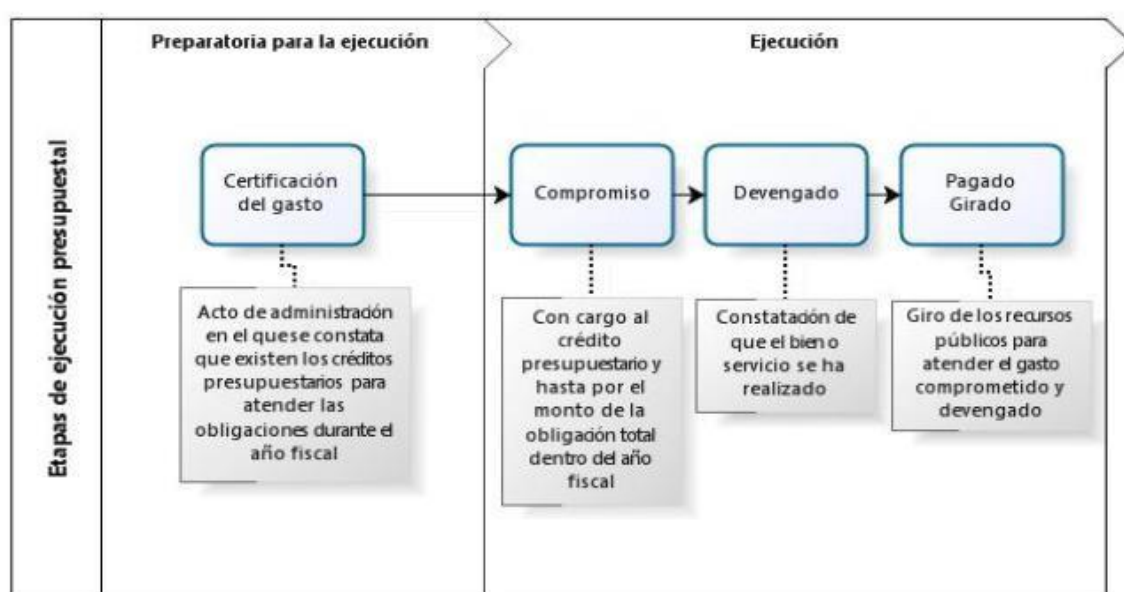 Preparatoria para la ejecución
Ejecución
Etapas de ejecución presupuestal
Certificación
del gasto
Compromiso
Devengado
Pagado
Girado
Acto de administración
en el que se constata
que existen los créditos
presupuestarios para
atender las
obligaciones durante el
año fiscal
Con cargo al
crédito
presupuestario y
hasta por el
monto de la
obligación total
dentro del año
fiscal
Constatación de
que el bien o
servicio se ha
realizado
Giro de los recursos
públicos para
atender el gasto
comprometido y
devengado